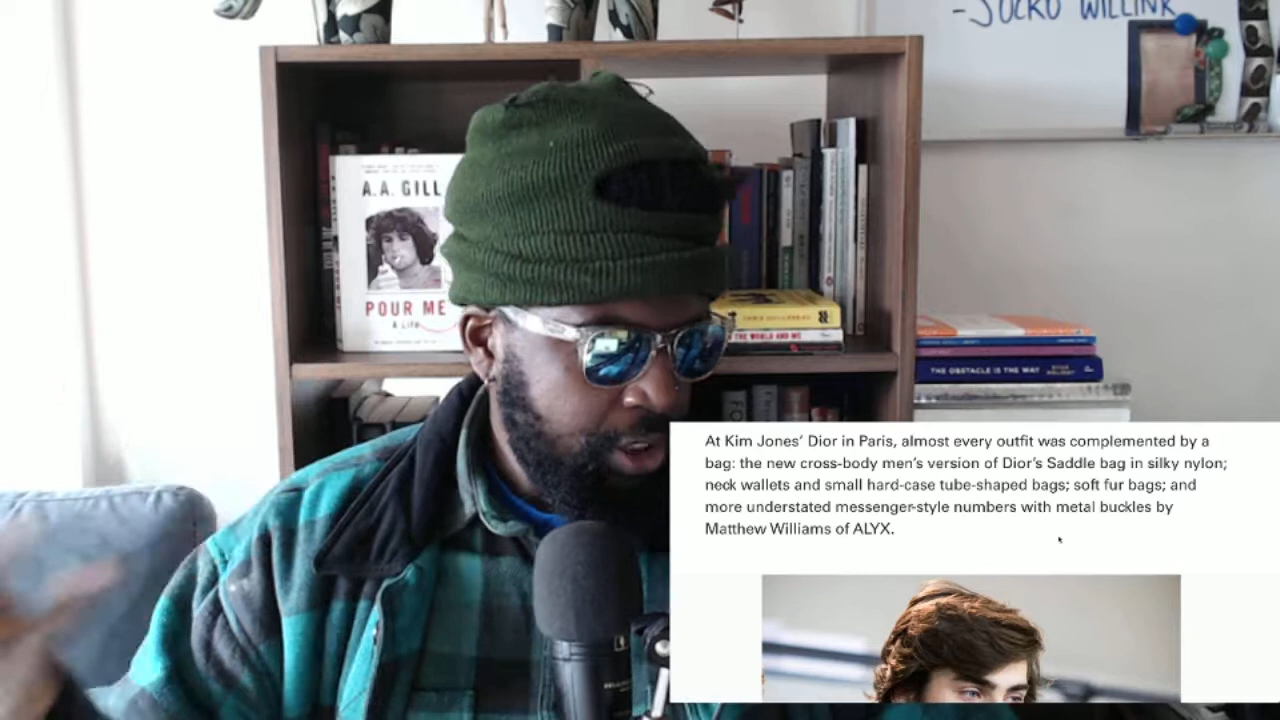 -JOCKO WILLINK
A.A. GILL
POUR ME
A Life
THE WORLD AND ME
THE OBSTACLE IS THE WAY
At Kim Jones' Dior in Paris, almost every outfit was complemented by a
bag: the new cross-body men's version of Dior's Saddle bag in silky nylon;
neck wallets and small hard-case tube-shaped bags; soft fur bags; and
more understated messenger-style numbers with metal buckles by
Matthew Williams of ALYX.